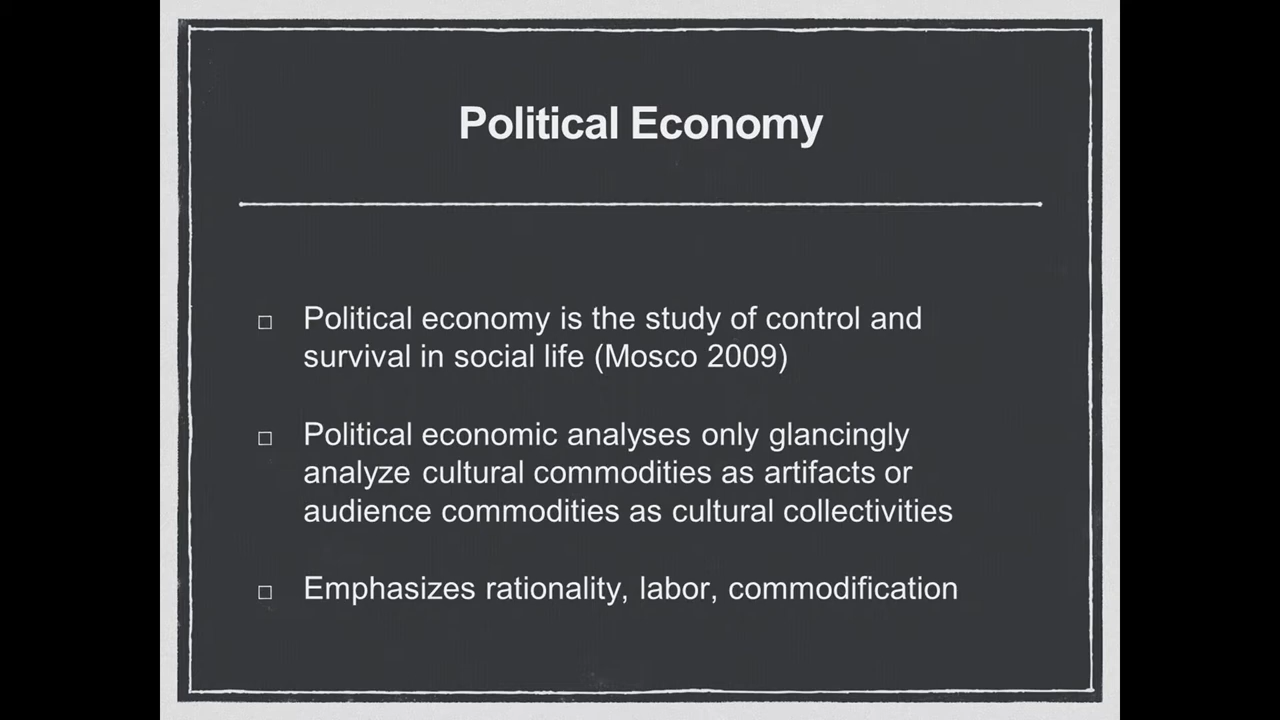 Political Economy
Political economy is the study of control and
survival in social life (Mosco 2009)
Political economic analyses only glancingly
analyze cultural commodities as artifacts or
audience commodities as cultural collectivities
Emphasizes rationality, labor, commodification